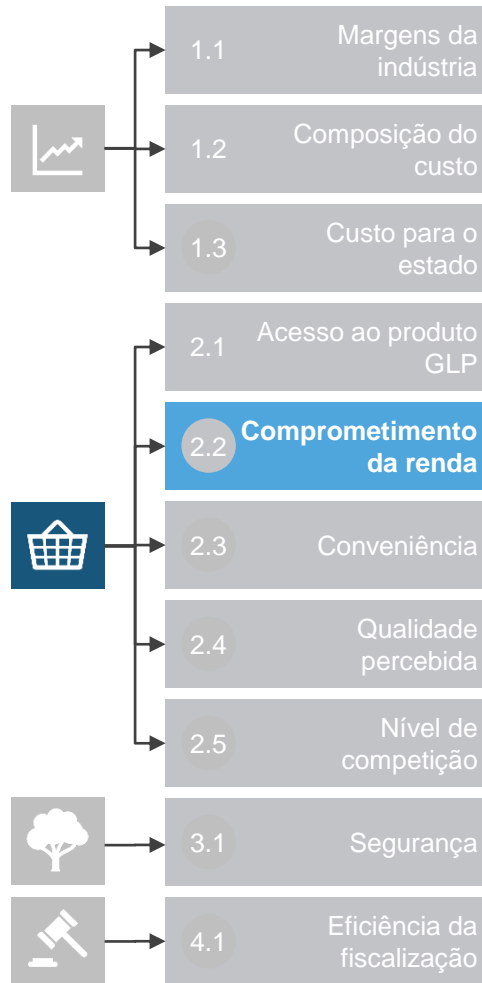 1.1
Margens da
indústria
1.2
Composição do
custo
1.3
Custo para o
estado
2.1
Acesso ao produto
GLP
2.2
Comprometimento
da renda
2.3
Conveniência
2.4
Qualidade
percebida
2.5
Nível de
competição
3.1
Segurança
4.1
Eficiência da
fiscalização